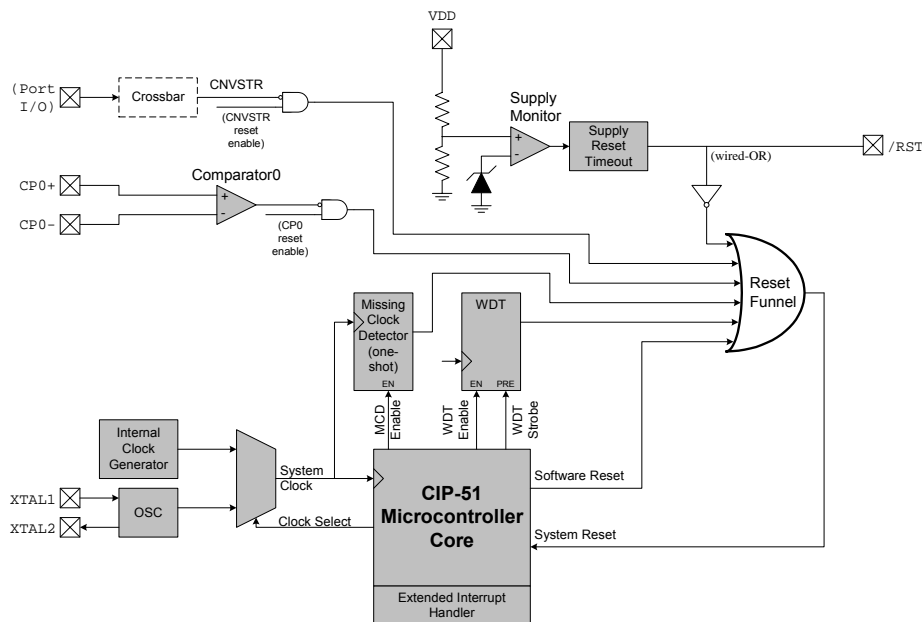 VDD
(Port
I/O)
Crossbar
CNVSTR
(CNVSTR
reset
enable)
Supply
Monitor
+
-
Supply
Reset
Timeout
(wired-OR)
/RST
CP0+
CP0-
Comparator0
+
-
(CP0
reset
enable)
Reset
Funnel
Missing
Clock
Detector
(one-
shot)
EN
WDT
EN
PRE
MCD
Enable
WDT
Enable
WDT
Strobe
Internal
Clock
Generator
System
Clock
XTAL1
XTAL2
OSC
Clock Select
CIP-51
Microcontroller
Core
Software Reset
System Reset
Extended Interrupt
Handler